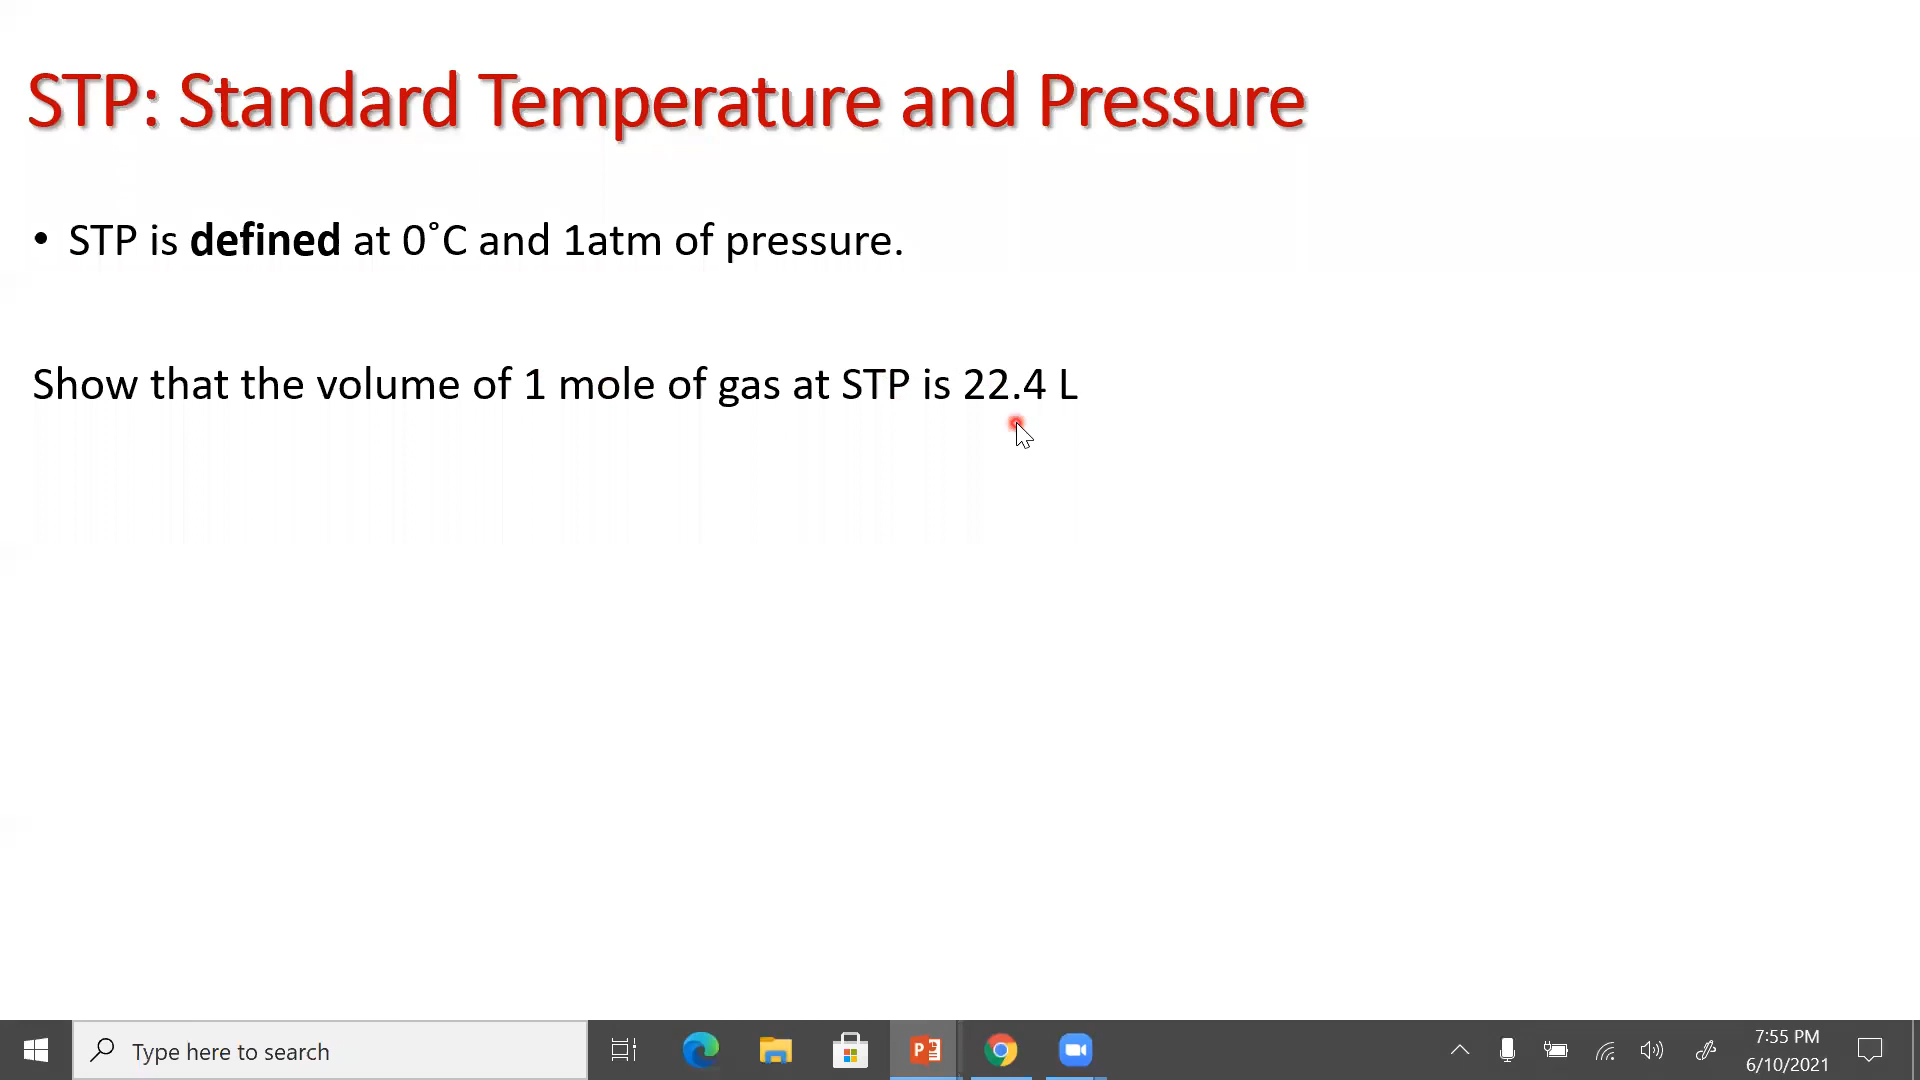 STP: Standard Temperature and Pressure
• STP is defined at 0˚C and 1atm of pressure.
Show that the volume of 1 mole of gas at STP is 22.4 L
Type here to search
7:55 PM
6/10/2021